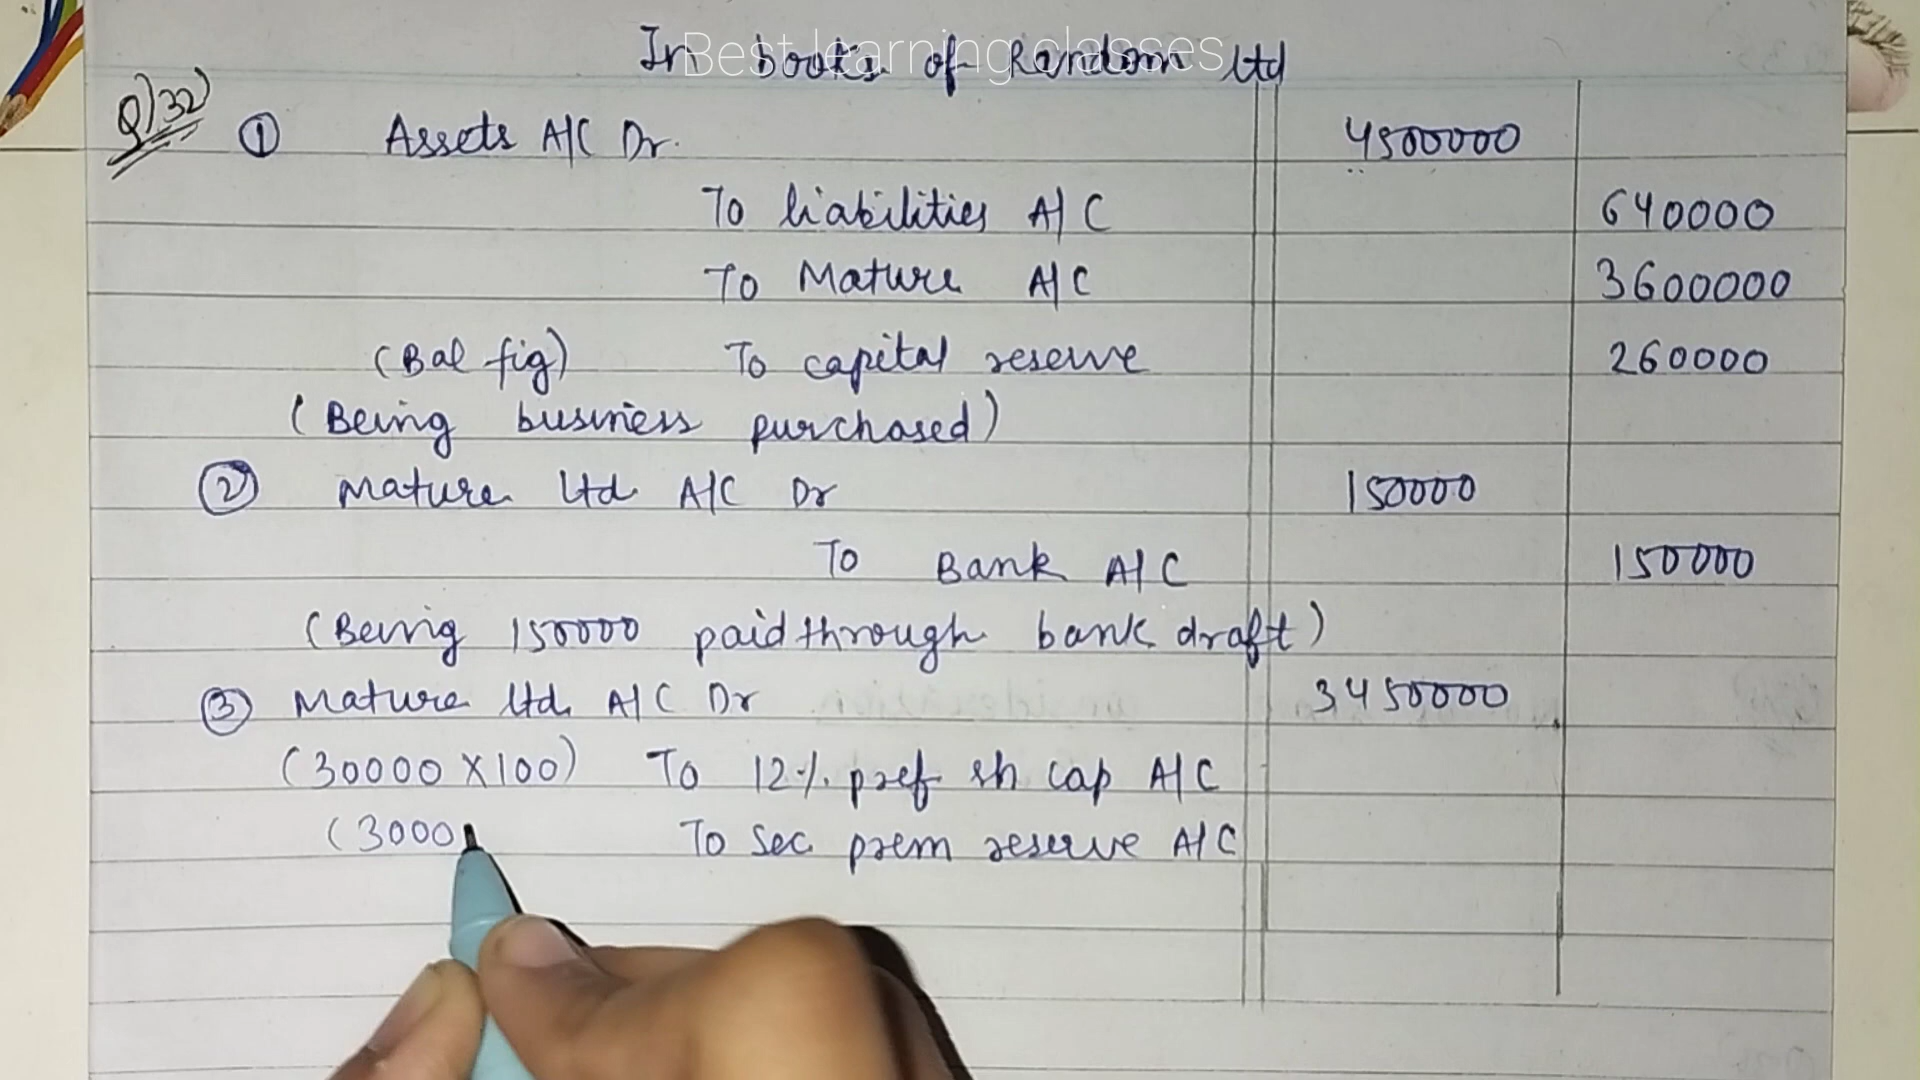 Best learning classes
In books of Random ltd
Q)32)
① Assets A/C Dr. 4500000
To liabilities A/C 640000
To Mature A/C 3600000
(Bal fig) To capital reserve 260000
(Being business purchased)
② Mature ltd A/C Dr 150000
To Bank A/C 150000
(Being 150000 paid through bank draft)
③ Mature ltd A/C Dr 3450000
(30000 X 100) To 12% pref sh cap A/C
(3000 To Sec prem reserve A/C